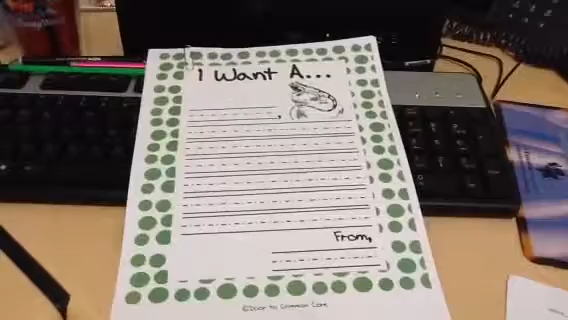 I Want A...
,
From,
©Door to Common Core